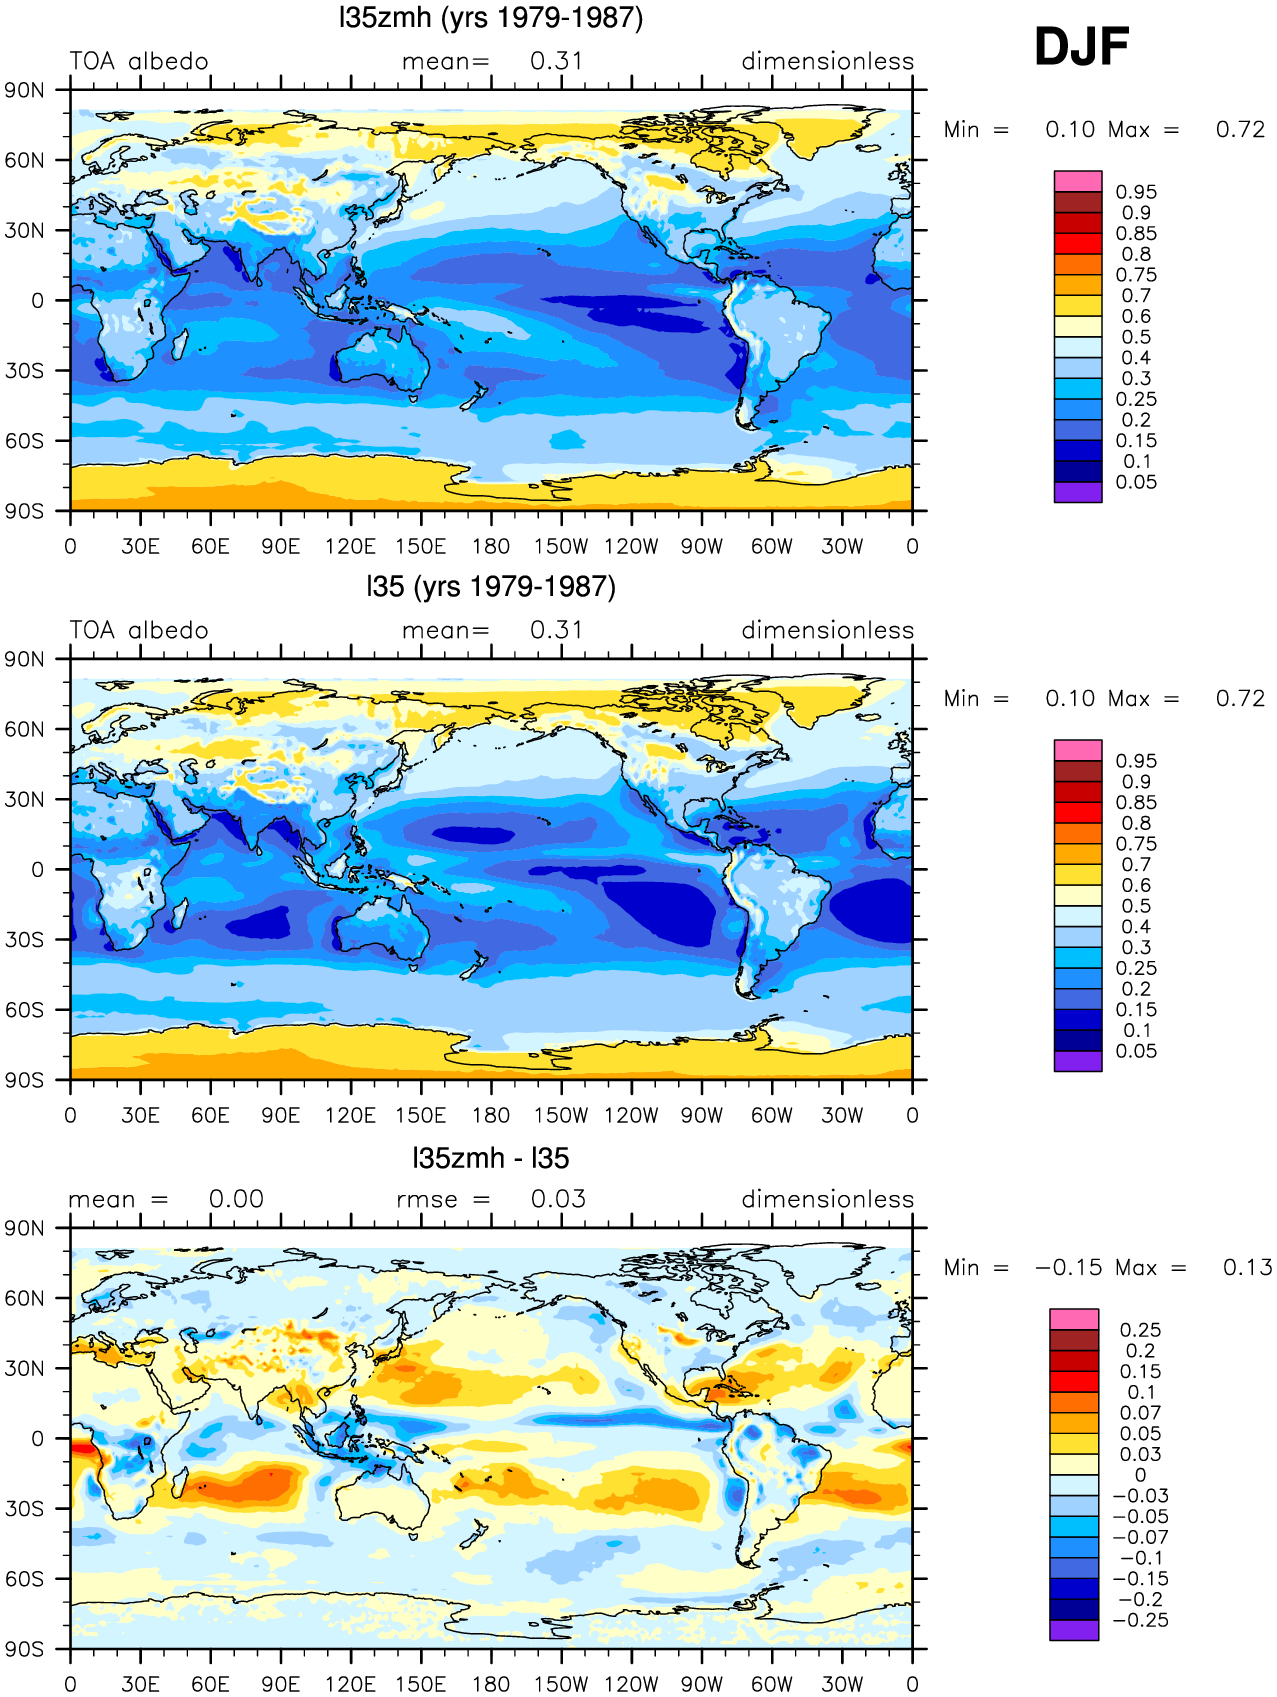 l35zmh (yrs 1979-1987)
DJF
TOA albedo mean= 0.31 dimensionless
Min = 0.10 Max = 0.72
90N
60N
30N
0
30S
60S
90S
0 30E 60E 90E 120E 150E 180 150W 120W 90W 60W 30W 0
0.95
0.9
0.85
0.8
0.75
0.7
0.6
0.5
0.4
0.3
0.25
0.2
0.15
0.1
0.05
l35 (yrs 1979-1987)
TOA albedo mean= 0.31 dimensionless
Min = 0.10 Max = 0.72
90N
60N
30N
0
30S
60S
90S
0 30E 60E 90E 120E 150E 180 150W 120W 90W 60W 30W 0
0.95
0.9
0.85
0.8
0.75
0.7
0.6
0.5
0.4
0.3
0.25
0.2
0.15
0.1
0.05
l35zmh - l35
mean = 0.00 rmse = 0.03 dimensionless
Min = −0.15 Max = 0.13
90N
60N
30N
0
30S
60S
90S
0 30E 60E 90E 120E 150E 180 150W 120W 90W 60W 30W 0
0.25
0.2
0.15
0.1
0.07
0.05
0.03
0
−0.03
−0.05
−0.07
−0.1
−0.15
−0.2
−0.25